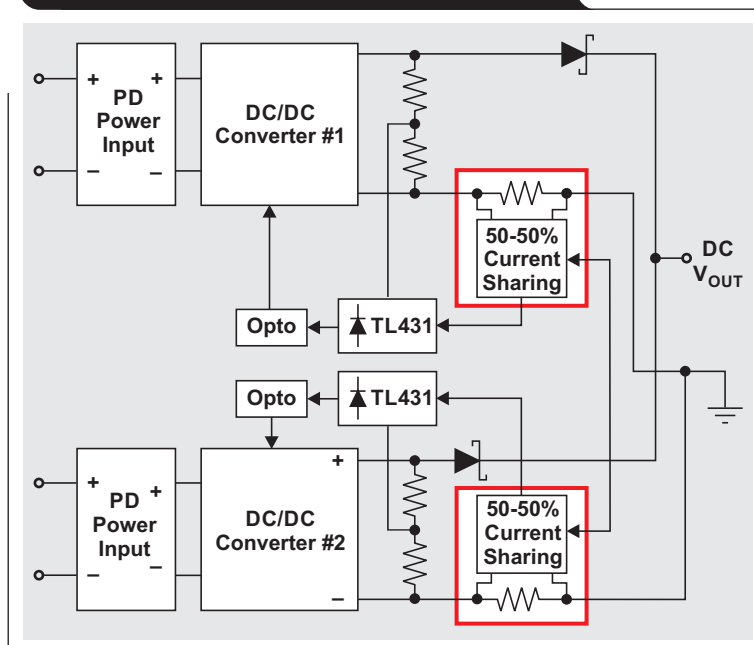 +
PD
Power
Input
–
+
–
DC/DC
Converter #1
50-50%
Current
Sharing
DC
VOUT
Opto
TL431
Opto
TL431
+
PD
Power
Input
–
+
–
DC/DC
Converter #2
+
–
50-50%
Current
Sharing